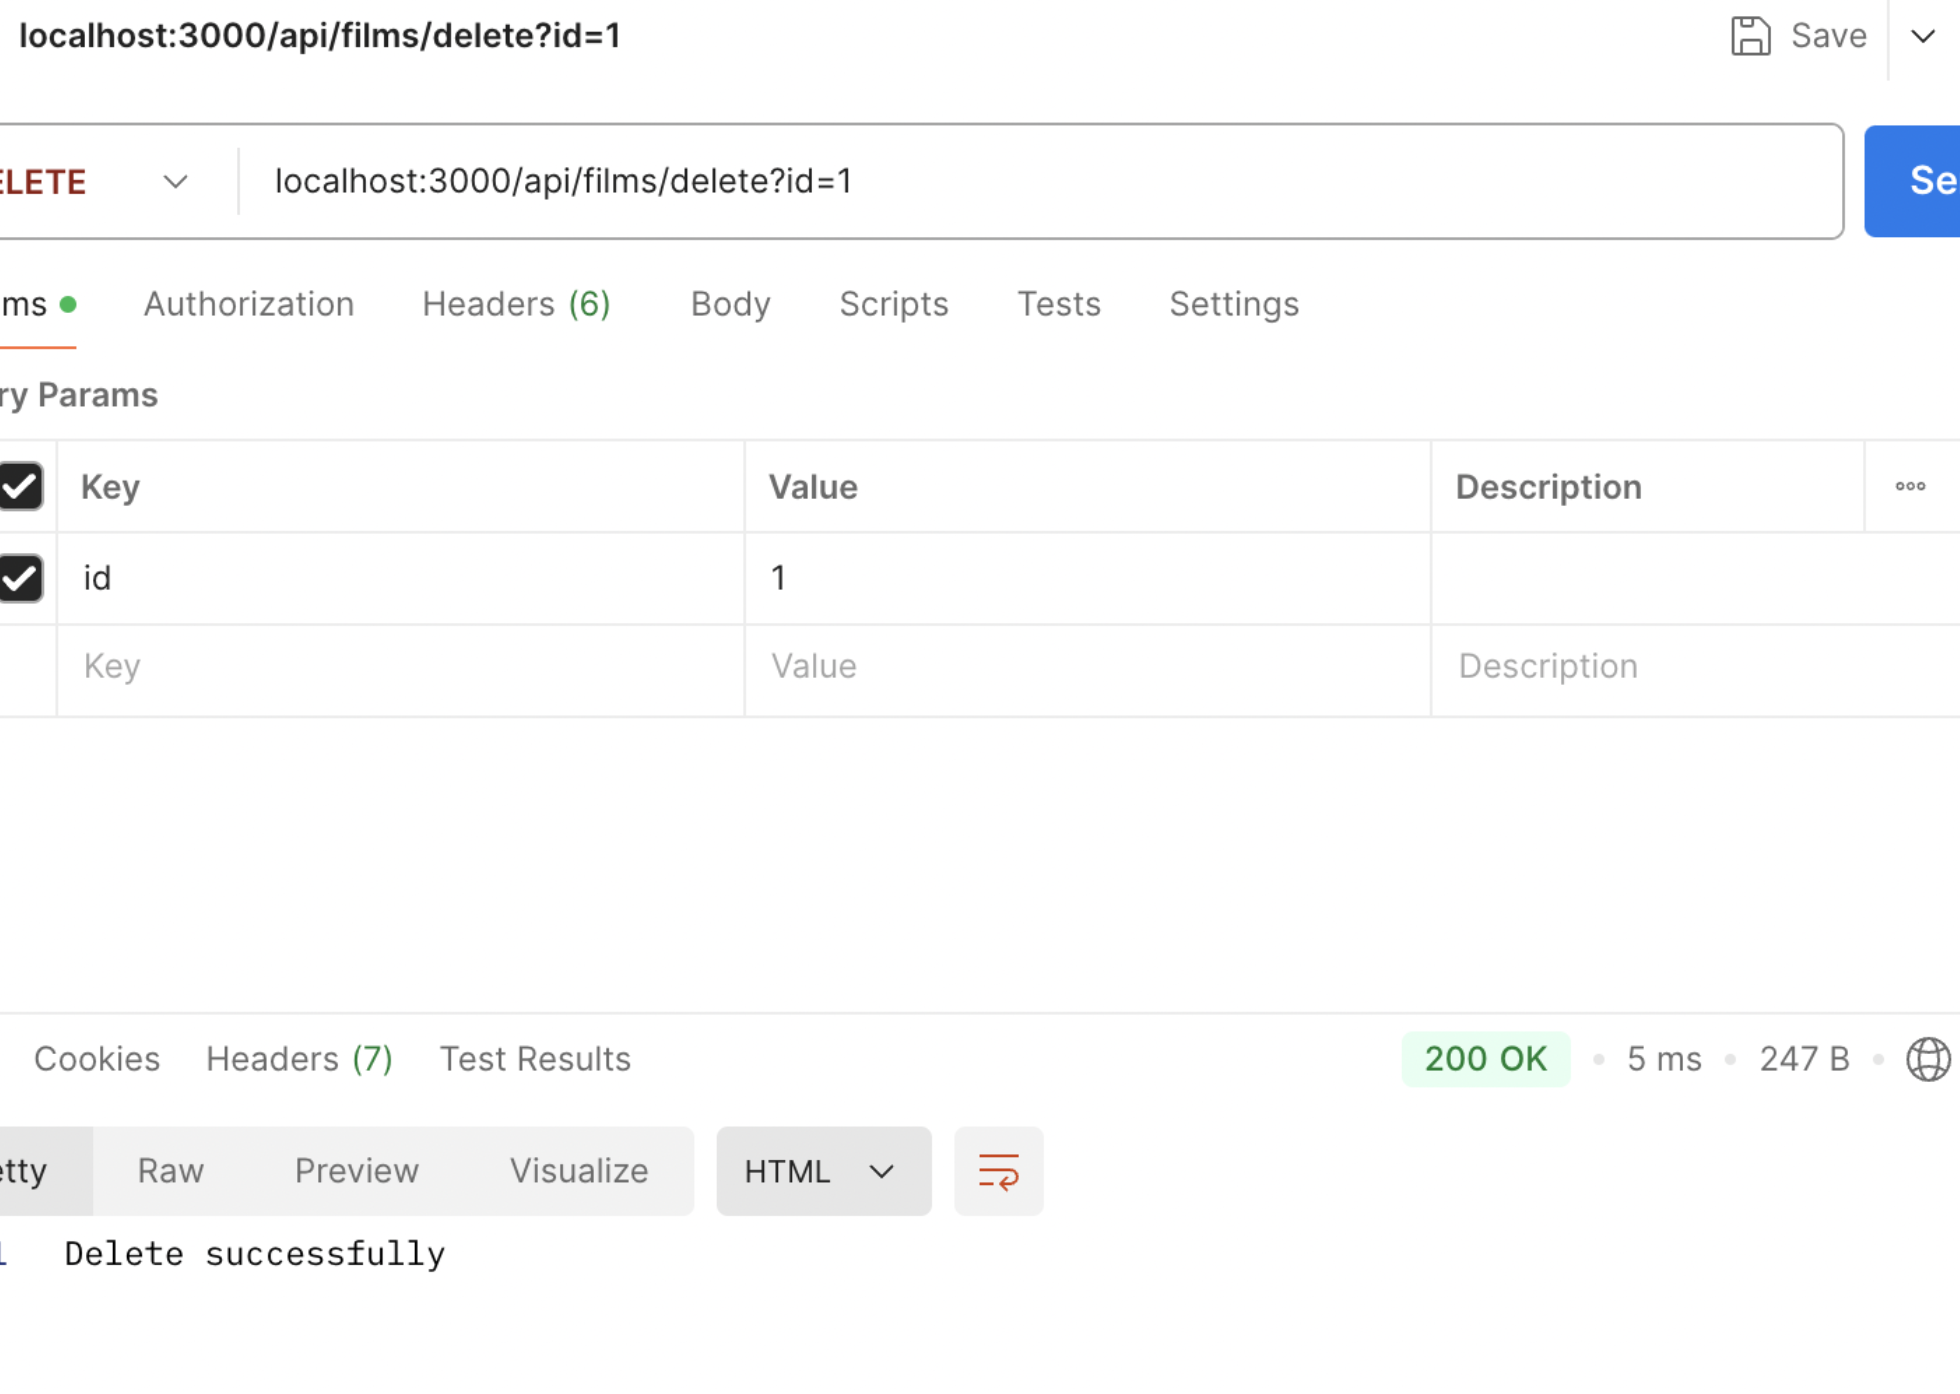 localhost:3000/api/films/delete?id=1 Save
ELETE localhost:3000/api/films/delete?id=1 Se
ms Authorization Headers (6) Body Scripts Tests Settings
ry Params
Key Value Description
id 1
Key Value Description
Cookies Headers (7) Test Results 200 OK 5 ms 247 B
etty Raw Preview Visualize HTML
1 Delete successfully